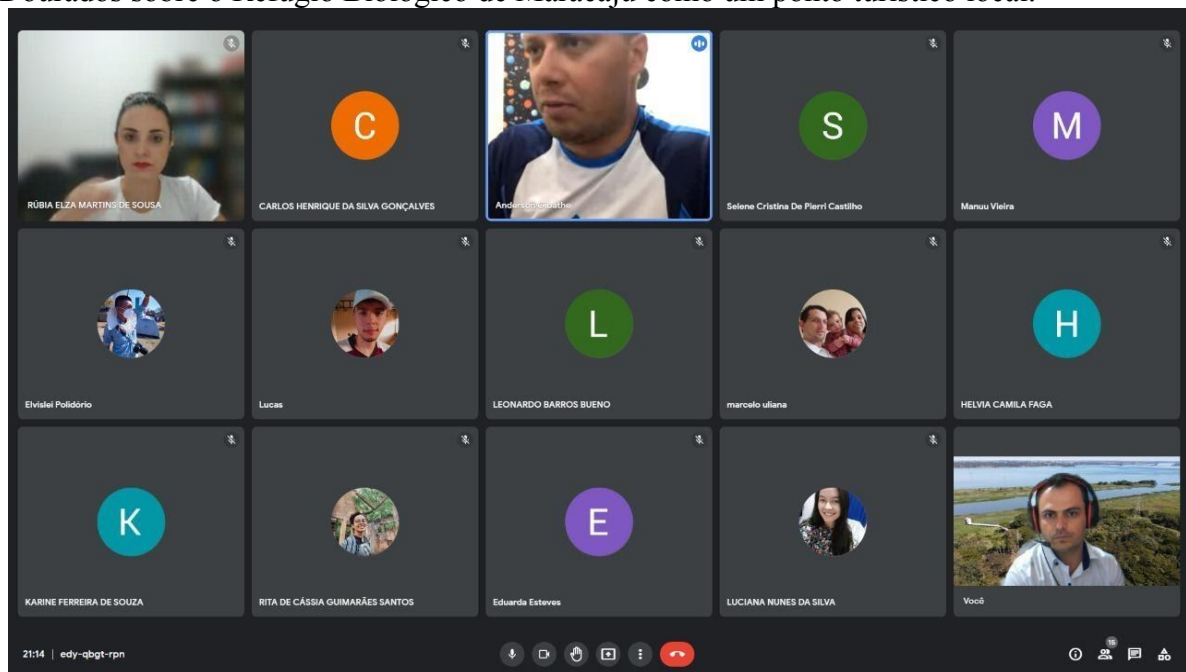 Dourados sobre o Refúgio Biológico de Maracaju como um ponto turístico local.
C
S
M
RÚBIA ELZA MARTINS DE SOUSA
CARLOS HENRIQUE DA SILVA GONÇALVES
Anderson
Selene Cristina De Pierri Castilho
Manuu Vieira
L
H
Elvislei Polidório
Lucas
LEONARDO BARROS BUENO
marcelo uliana
HELVIA CAMILA FAGA
K
E
KARINE FERREIRA DE SOUZA
RITA DE CÁSSIA GUIMARÃES SANTOS
Eduarda Esteves
LUCIANA NUNES DA SILVA
Você
21:14 | edy-qbgt-rpn
15